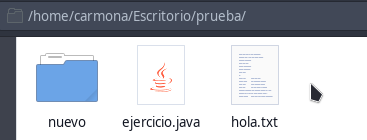 /home/carmona/Escritorio/prueba/
nuevo ejercicio.java hola.txt